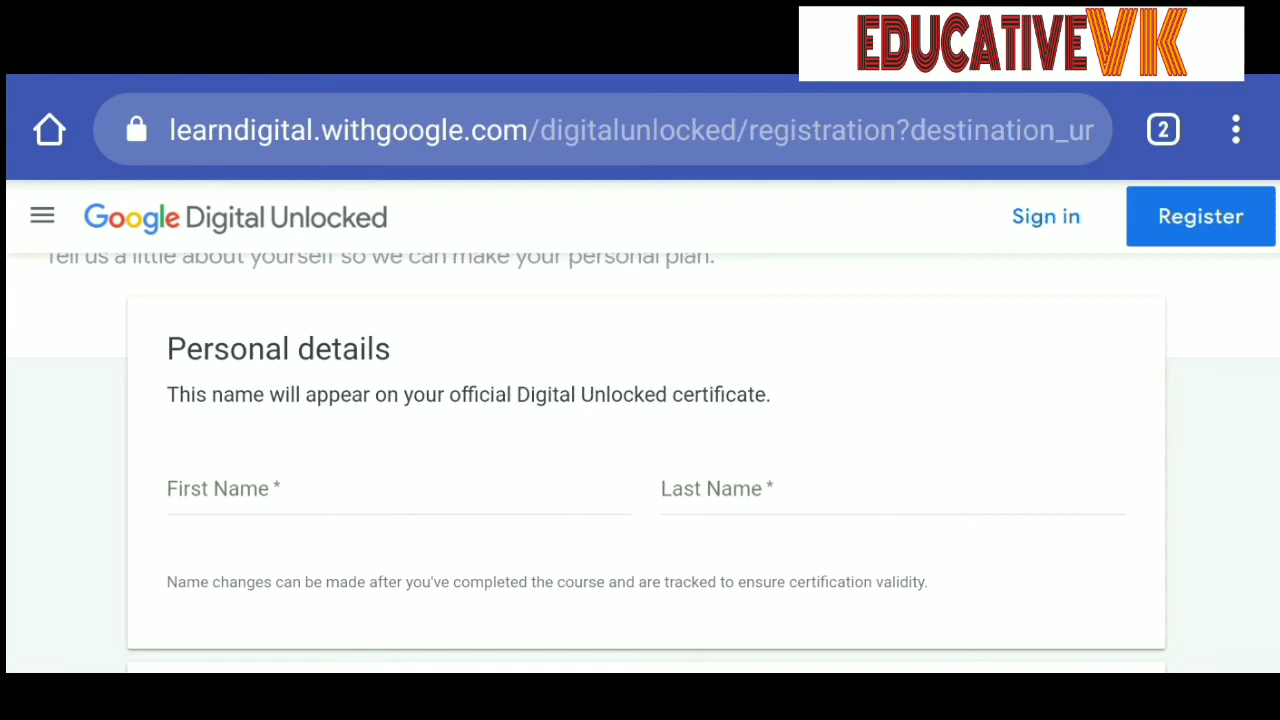 EDUCATIVEVK
learndigital.withgoogle.com/digitalunlocked/registration?destination_ur
2
Google Digital Unlocked
Sign in
Register
Tell us a little about yourself so we can make your personal plan.
Personal details
This name will appear on your official Digital Unlocked certificate.
First Name *
Last Name *
Name changes can be made after you've completed the course and are tracked to ensure certification validity.